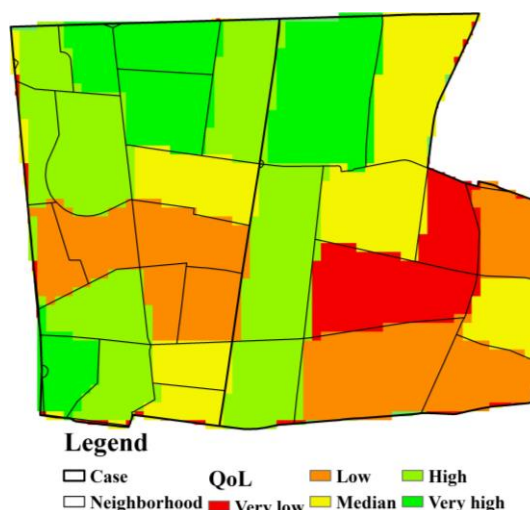 Legend
Case
Neighborhood
QoL
Very low
Low
Median
High
Very high